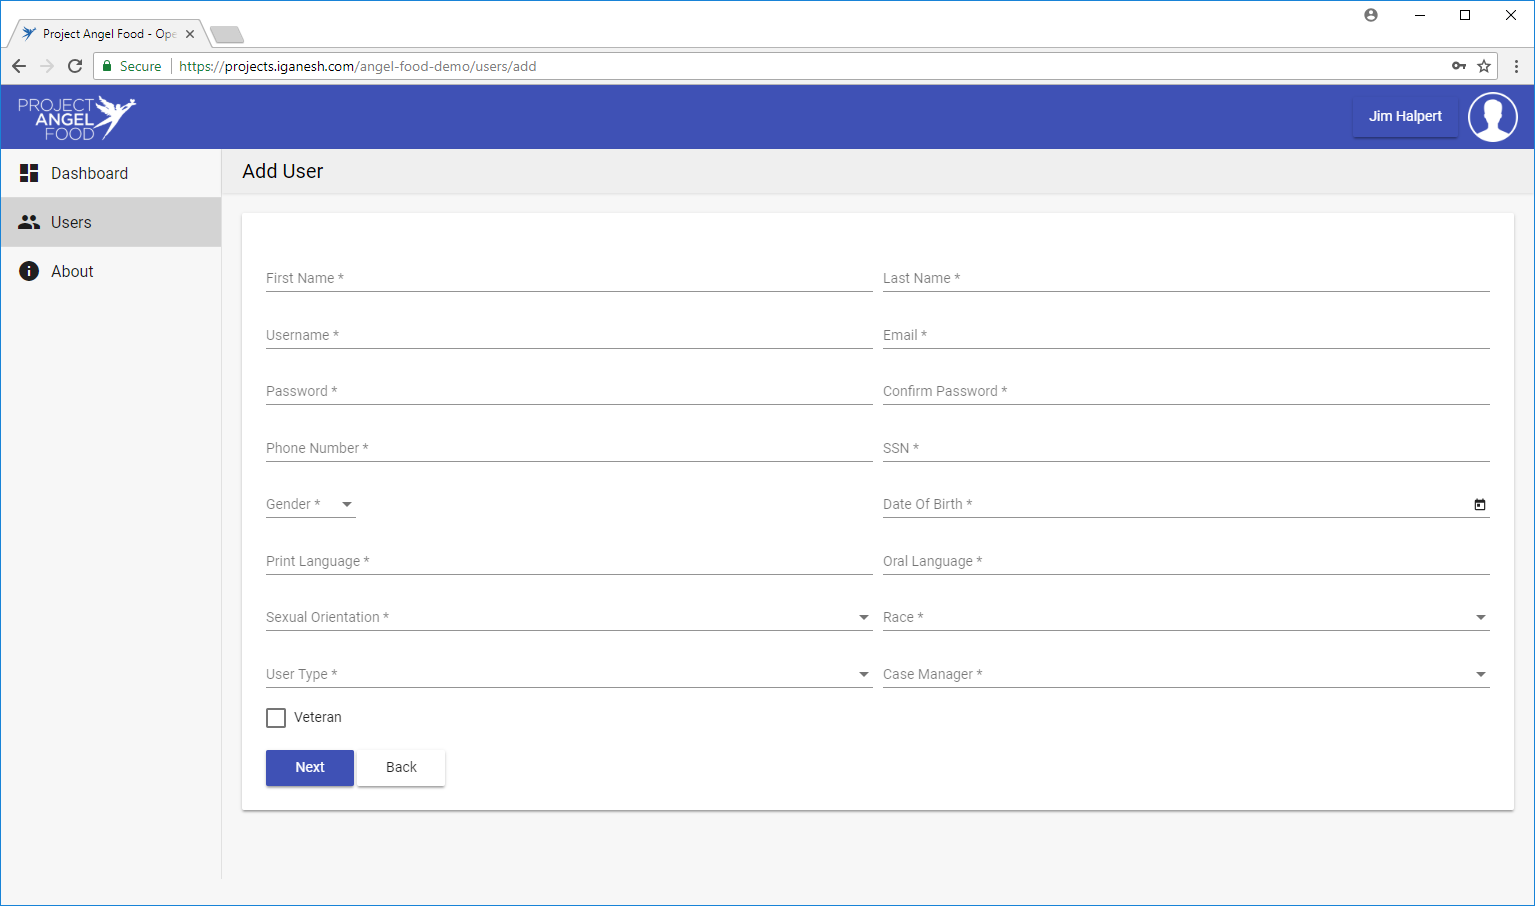 Project Angel Food - Ope
Secure
https://projects.iganesh.com/angel-food-demo/users/add
PROJECT
ANGEL
FOOD
Jim Halpert
Dashboard
Users
About
Add User
First Name *
Last Name *
Username *
Email *
Password *
Confirm Password *
Phone Number *
SSN *
Gender *
Date Of Birth *
Print Language *
Oral Language *
Sexual Orientation *
Race *
User Type *
Case Manager *
Veteran
Next
Back